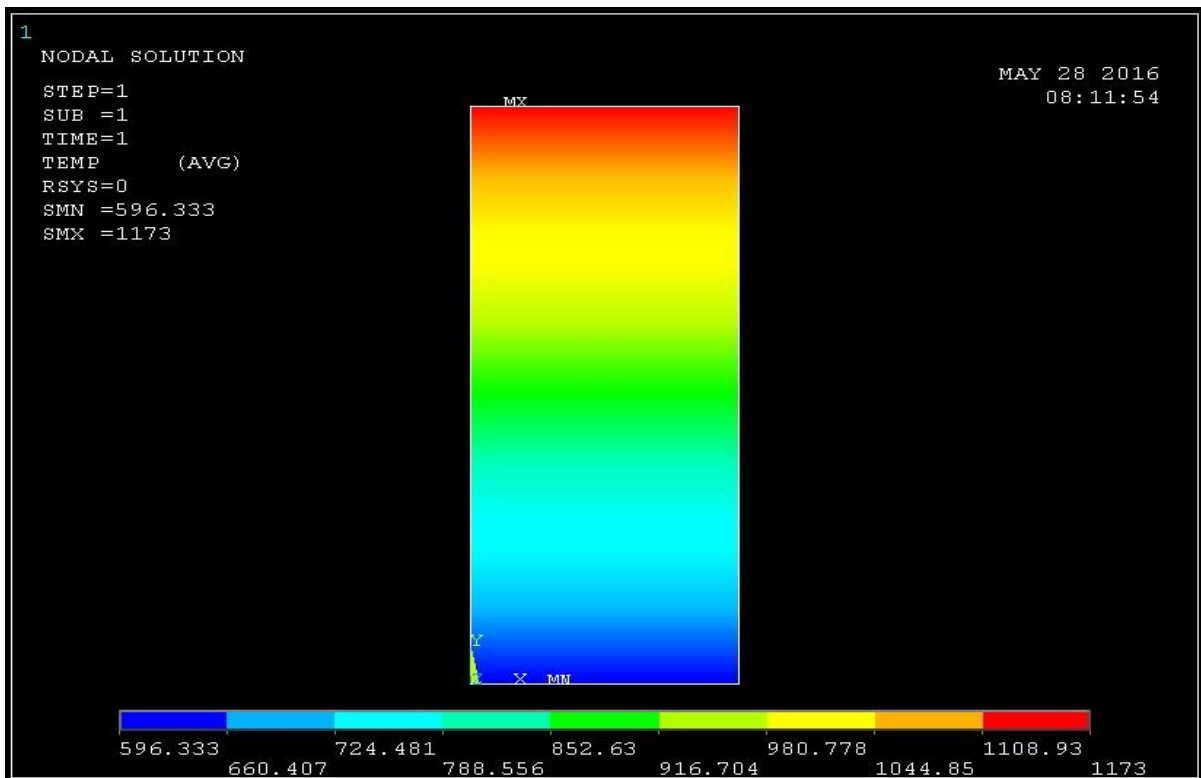 1
NODAL SOLUTION
STEP=1
SUB =1
TIME=1
TEMP (AVG)
RSYS=0
SMN =596.333
SMX =1173
MAY 28 2016
08:11:54
MX
Y
X MN
596.333 724.481 852.63 980.778 1108.93
660.407 788.556 916.704 1044.85 1173